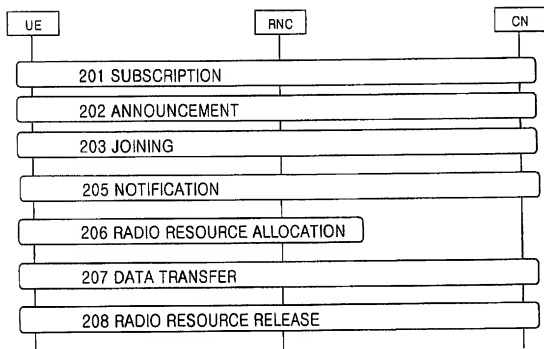 UE RNC CN
201 SUBSCRIPTION
202 ANNOUNCEMENT
203 JOINING
205 NOTIFICATION
206 RADIO RESOURCE ALLOCATION
207 DATA TRANSFER
208 RADIO RESOURCE RELEASE